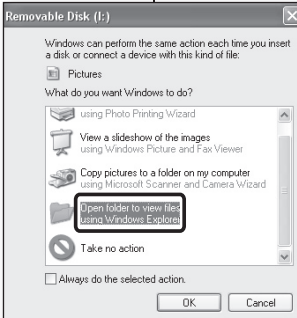 Removable Disk (I:)
Windows can perform the same action each time you insert
a disk or connect a device with this kind of file:
Pictures
What do you want Windows to do?
using Photo Printing Wizard
View a slideshow of the images
using Windows Picture and Fax Viewer
Copy pictures to a folder on my computer
using Microsoft Scanner and Camera Wizard
Open folder to view files
using Windows Explorer
Take no action
Always do the selected action.
OK
Cancel